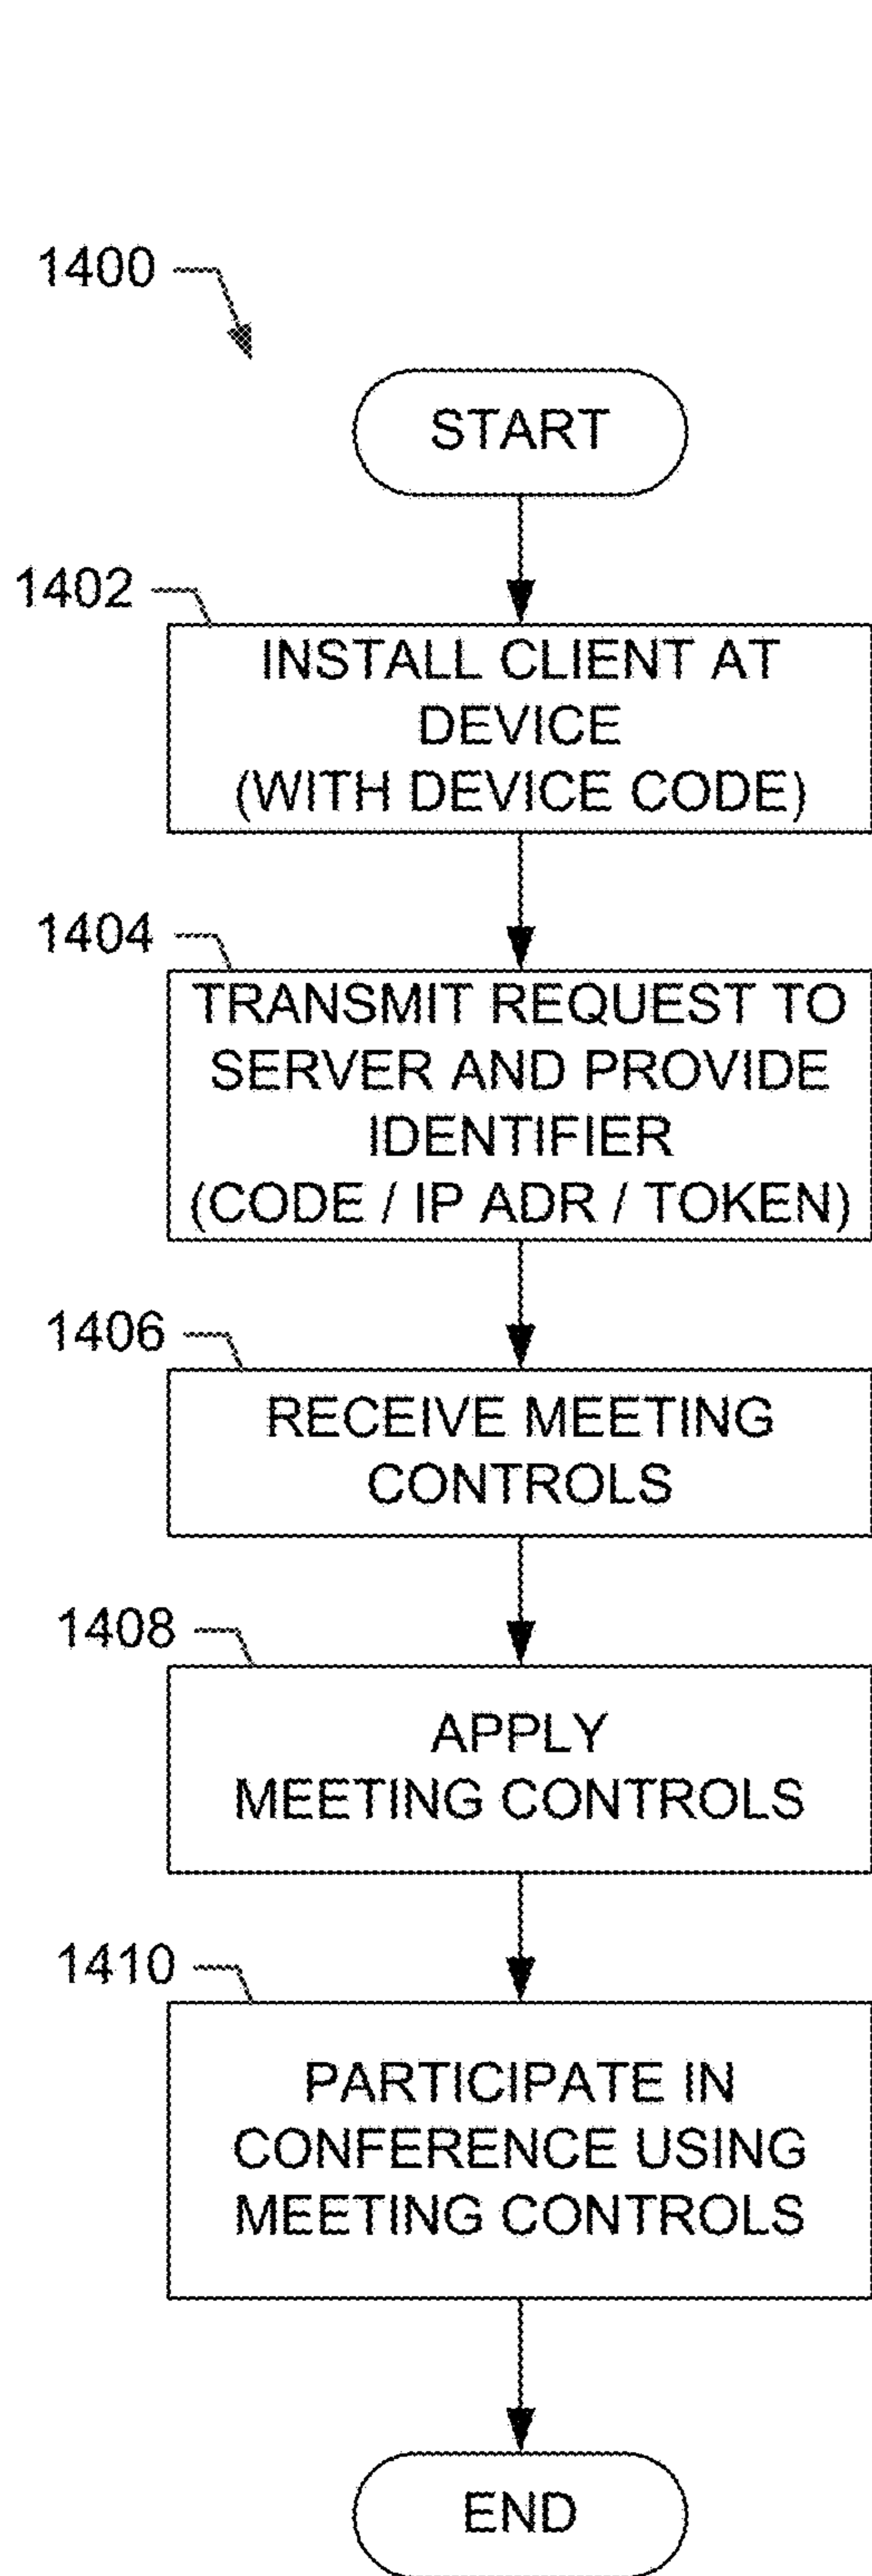 1400
START
1402
INSTALL CLIENT AT
DEVICE
(WITH DEVICE CODE)
1404
TRANSMIT REQUEST TO
SERVER AND PROVIDE
IDENTIFIER
(CODE / IP ADR / TOKEN)
1406
RECEIVE MEETING
CONTROLS
1408
APPLY
MEETING CONTROLS
1410
PARTICIPATE IN
CONFERENCE USING
MEETING CONTROLS
END